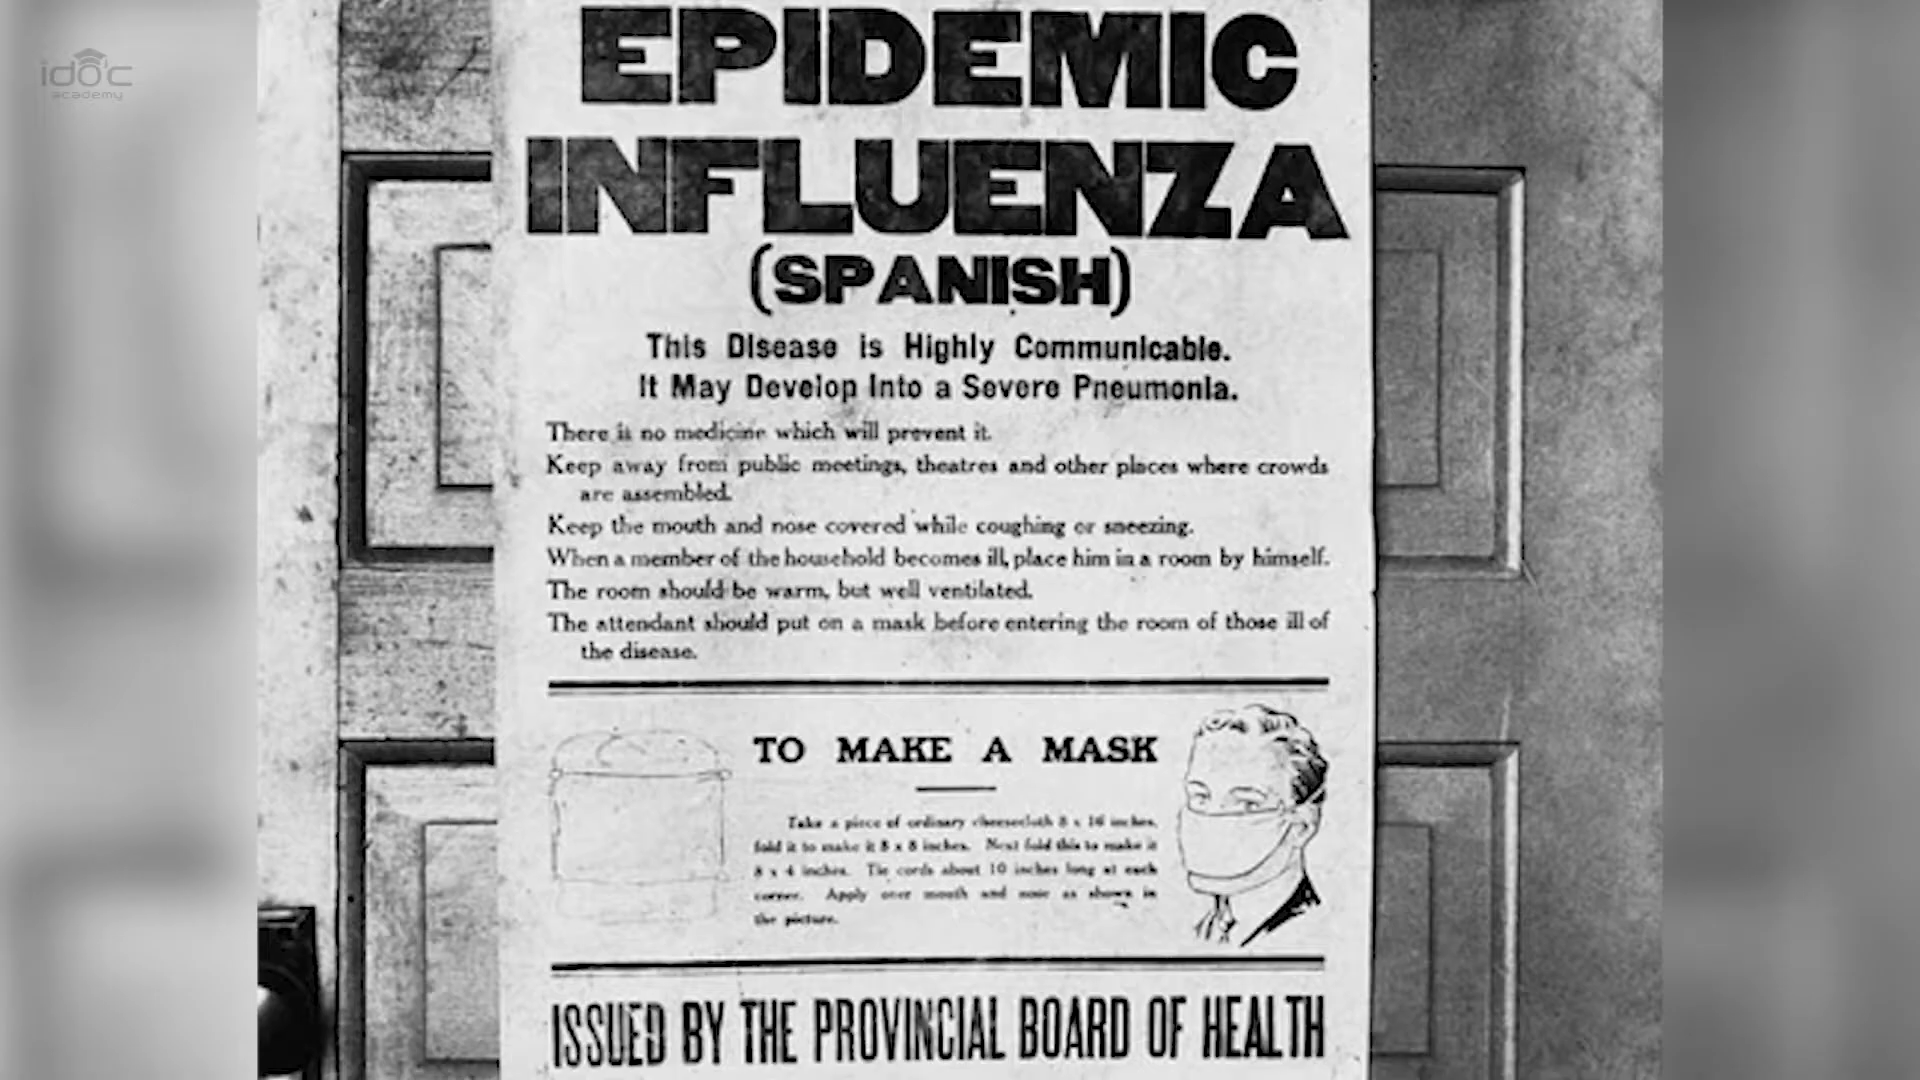 idoc
academy
EPIDEMIC
INFLUENZA
(SPANISH)
This Disease is Highly Communicable.
It May Develop Into a Severe Pneumonia.
There is no medicine which will prevent it.
Keep away from public meetings, theatres and other places where crowds
are assembled.
Keep the mouth and nose covered while coughing or sneezing.
When a member of the household becomes ill, place him in a room by himself.
The room should be warm, but well ventilated.
The attendant should put on a mask before entering the room of those ill of
the disease.
TO MAKE A MASK
Take a piece of ordinary cheesecloth 8 x 16 inches,
fold it to make it 8 x 8 inches. Next fold this to make it
8 x 4 inches. Tie cords about 10 inches long at each
corner. Apply over mouth and nose as shown in
the picture.
ISSUED BY THE PROVINCIAL BOARD OF HEALTH